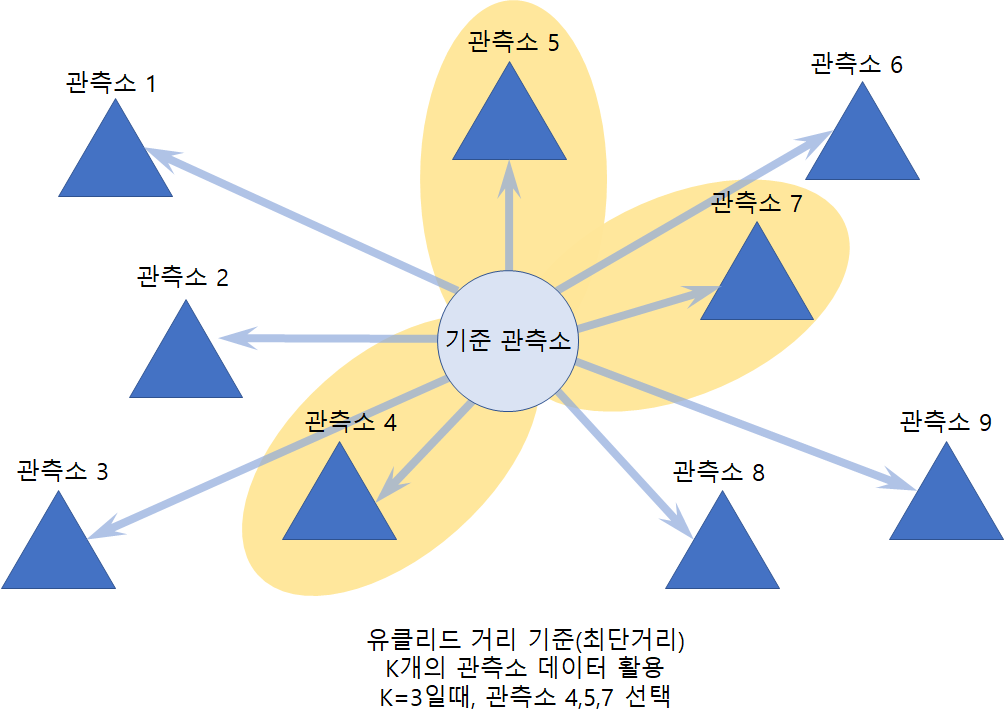 관측소 5
관측소 6
관측소 1
관측소 7
관측소 2
기준 관측소
관측소 4
관측소 9
관측소 3
관측소 8
유클리드 거리 기준(최단거리)
K개의 관측소 데이터 활용
K=3일때, 관측소 4,5,7 선택